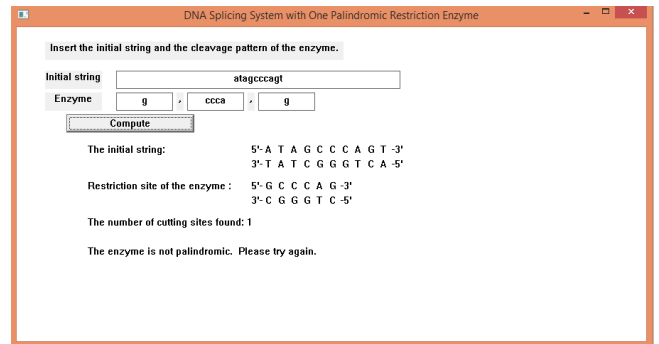 DNA Splicing System with One Palindromic Restriction Enzyme
Insert the initial string and the cleavage pattern of the enzyme.
Initial string atagcccagt
Enzyme g , ccca , g
Compute
The initial string: 5'- A T A G C C C A G T -3'
3'- T A T C G G G T C A -5'
Restriction site of the enzyme : 5'- G C C C A G -3'
3'- C G G G T C -5'
The number of cutting sites found: 1
The enzyme is not palindromic. Please try again.